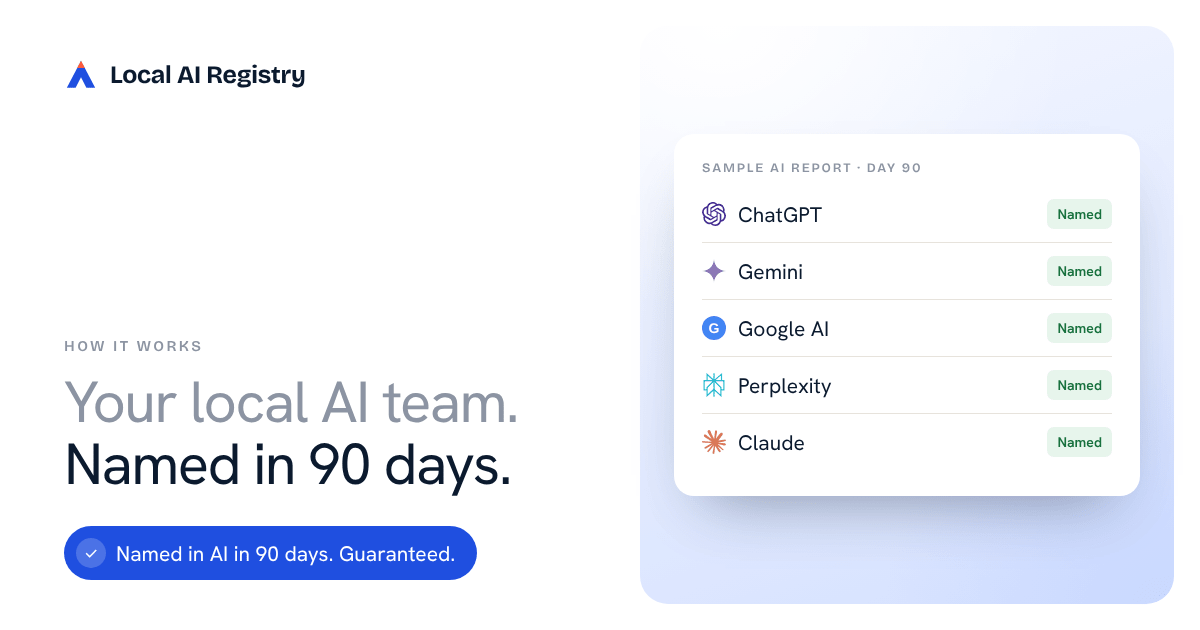 Local AI Registry
HOW IT WORKS
Your local AI team.
Named in 90 days.
Named in AI in 90 days. Guaranteed.
SAMPLE AI REPORT · DAY 90
ChatGPT Named
Gemini Named
G Google AI Named
Perplexity Named
Claude Named